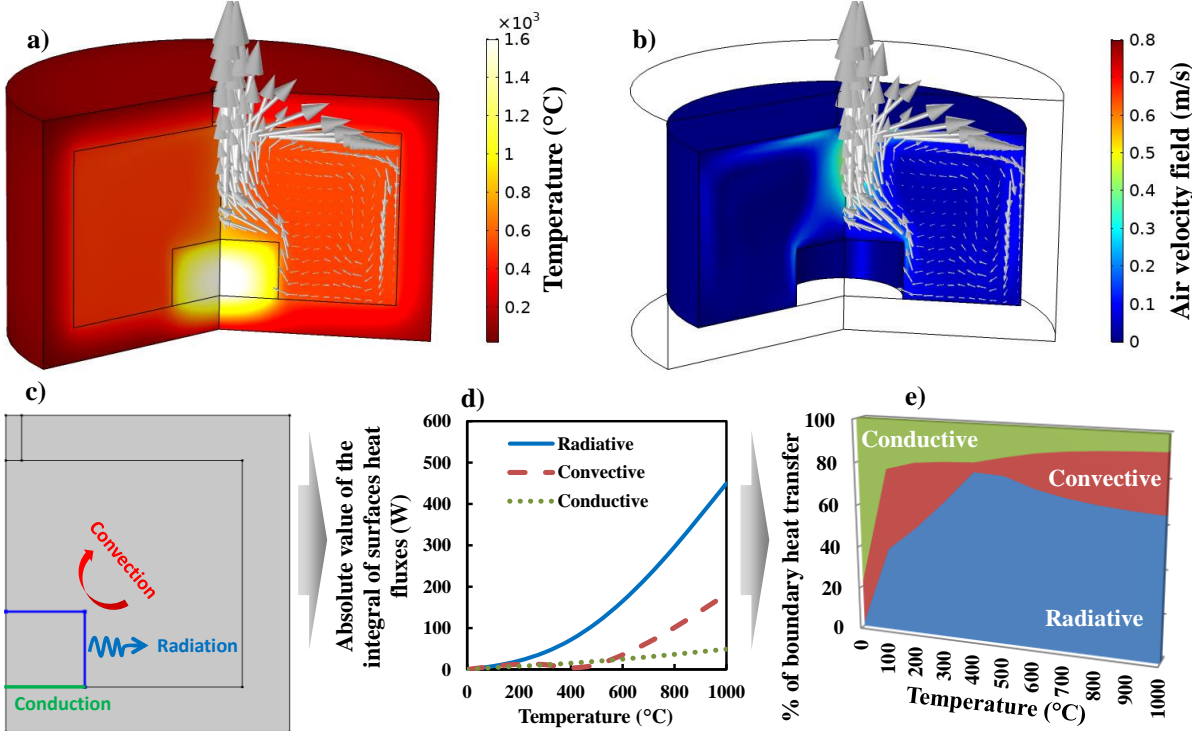 a)
×10³
1.6
1.4
1.2
1
0.8
0.6
0.4
0.2
Temperature (°C)
b)
0.8
0.7
0.6
0.5
0.4
0.3
0.2
0.1
0
Air velocity field (m/s)
c)
Convection
Radiation
Conduction
Absolute value of the
integral of surfaces heat
fluxes (W)
d)
600
500
400
300
200
100
0
Radiative
Convective
Conductive
0 200 400 600 800 1000
Temperature (°C)
% of boundary heat transfer
e)
100
80
60
40
20
0
Conductive
Convective
Radiative
0 100 200 300 400 500 600 700 800 900 1000
Temperature (°C)